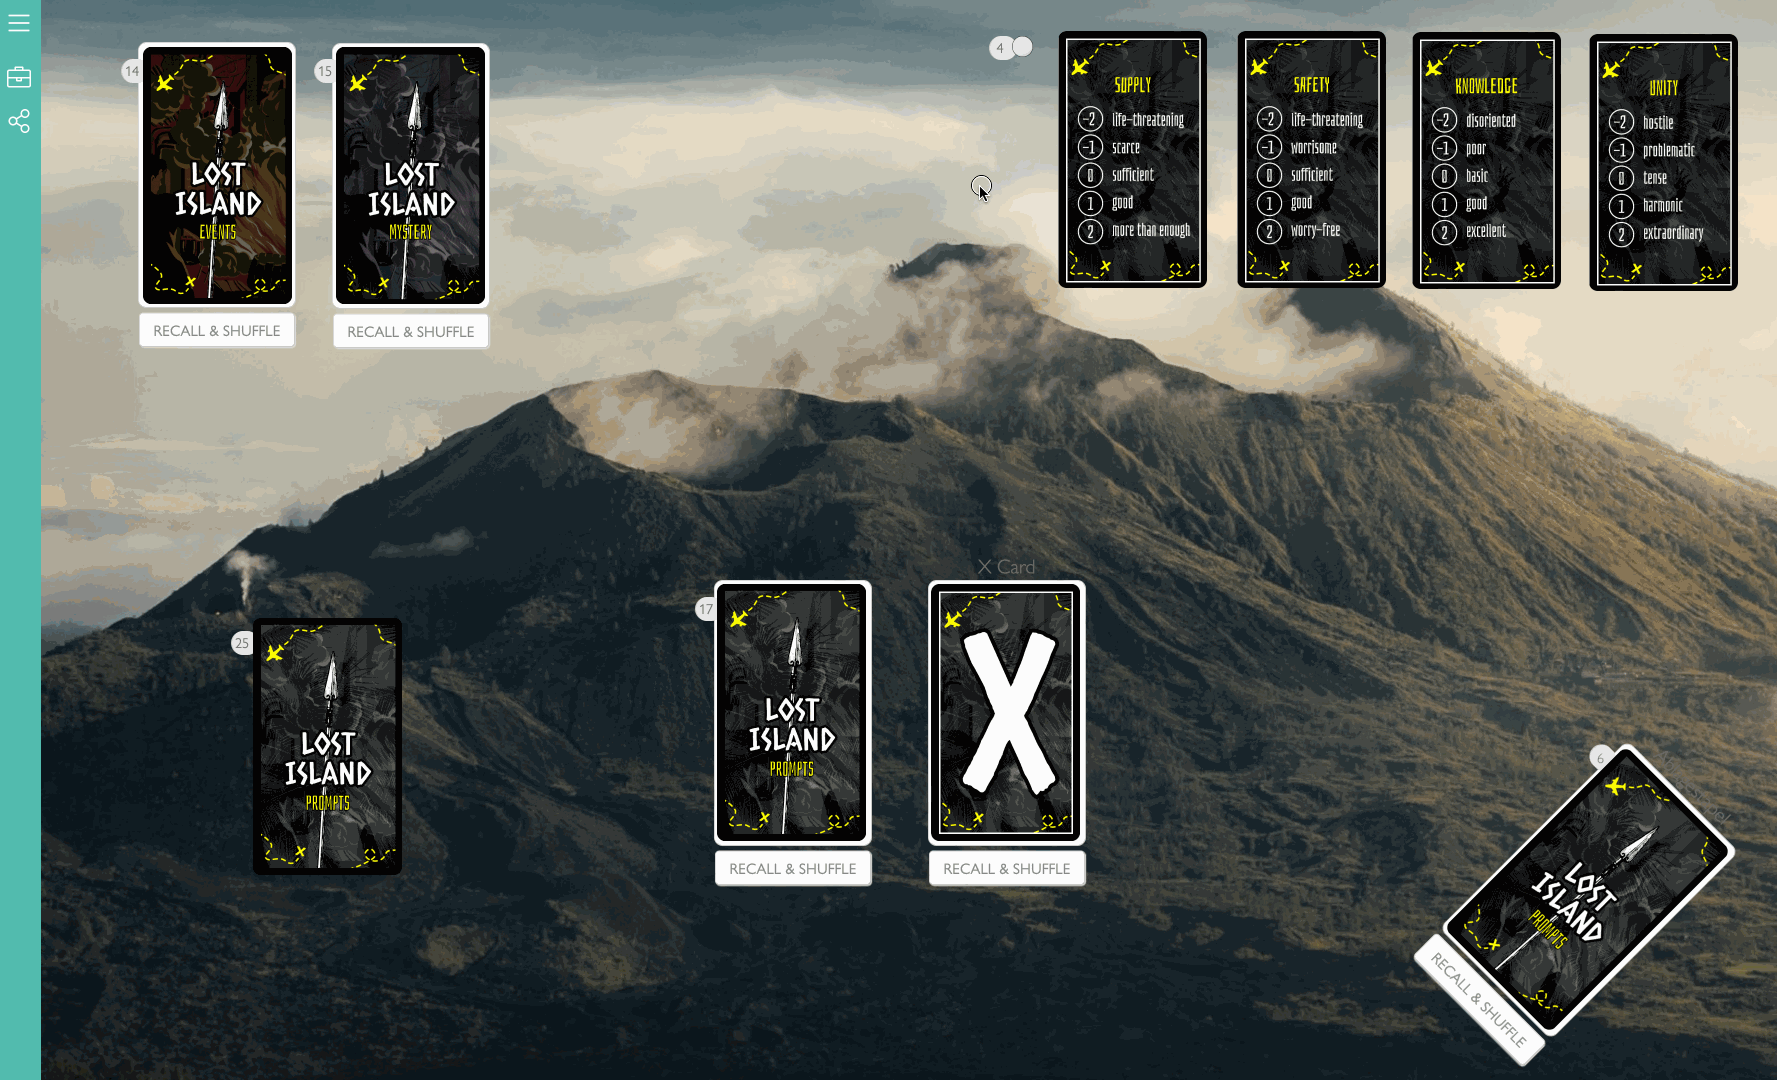 14
LOST
ISLAND
EVENTS
RECALL & SHUFFLE
15
LOST
ISLAND
MYSTERY
RECALL & SHUFFLE
4
SUPPLY
-2 life-threatening
-1 scarce
0 sufficient
1 good
2 more than enough
SAFETY
-2 life-threatening
-1 worrisome
0 sufficient
1 good
2 worry-free
KNOWLEDGE
-2 disoriented
-1 poor
0 basic
1 good
2 excellent
UNITY
-2 hostile
-1 problematic
0 tense
1 harmonic
2 extraordinary
25
LOST
ISLAND
PROMPTS
17
LOST
ISLAND
PROMPTS
RECALL & SHUFFLE
X Card
X
RECALL & SHUFFLE
6
LOST
ISLAND
PROMPTS
RECALL & SHUFFLE